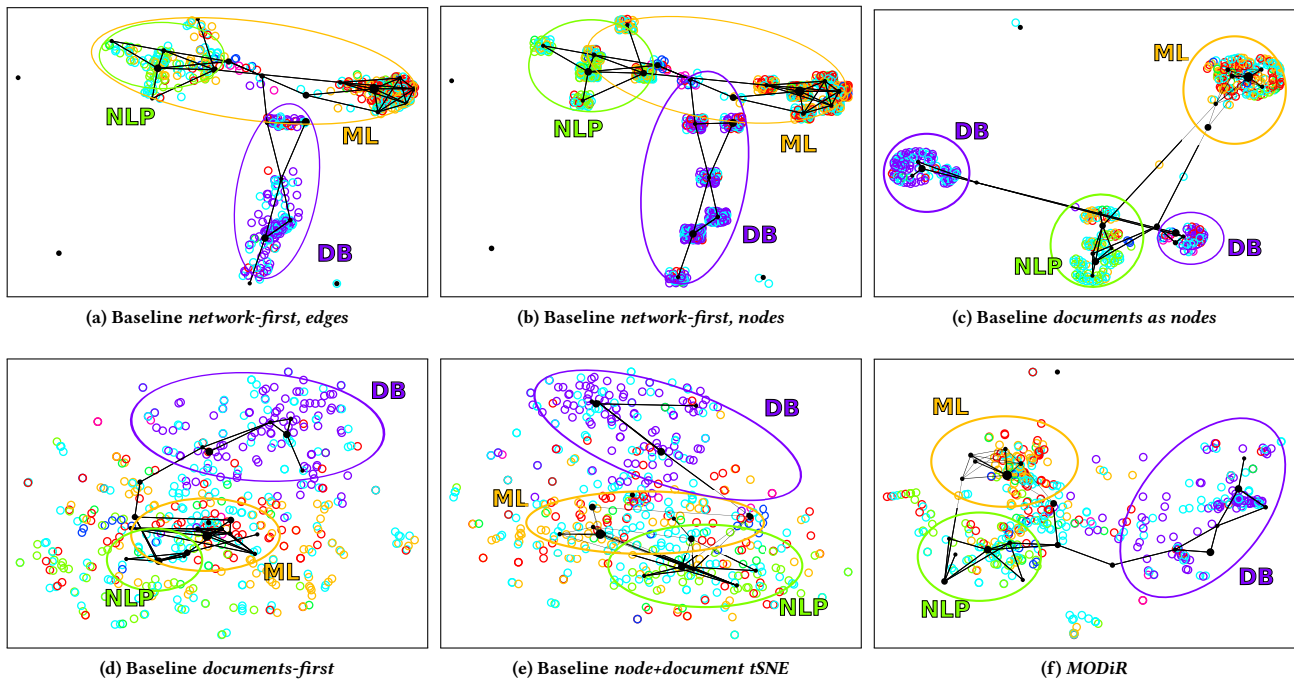 NLP
ML
DB
(a) Baseline network-first, edges
NLP
ML
DB
(b) Baseline network-first, nodes
ML
DB
NLP
DB
(c) Baseline documents as nodes
DB
ML
NLP
(d) Baseline documents-first
DB
ML
NLP
(e) Baseline node+document tSNE
ML
NLP
DB
(f) MODiR